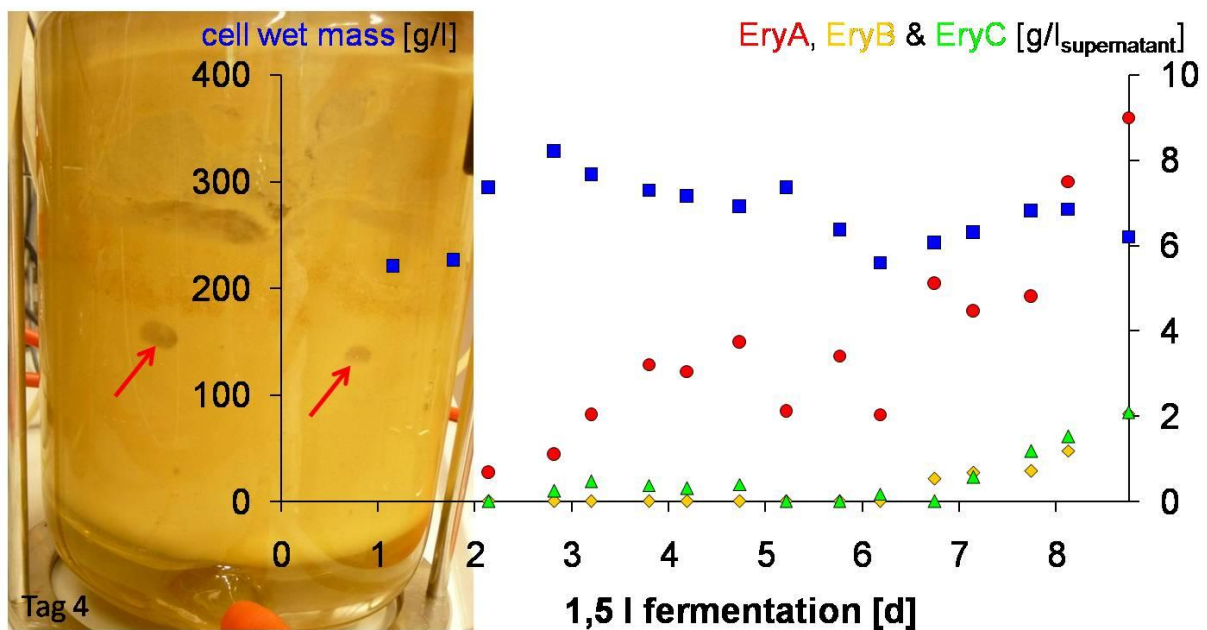 cell wet mass [g/l]
EryA, EryB & EryC [g/l supernatant]
400
300
200
100
0
10
8
6
4
2
0
0 1 2 3 4 5 6 7 8
Tag 4
1,5 l fermentation [d]